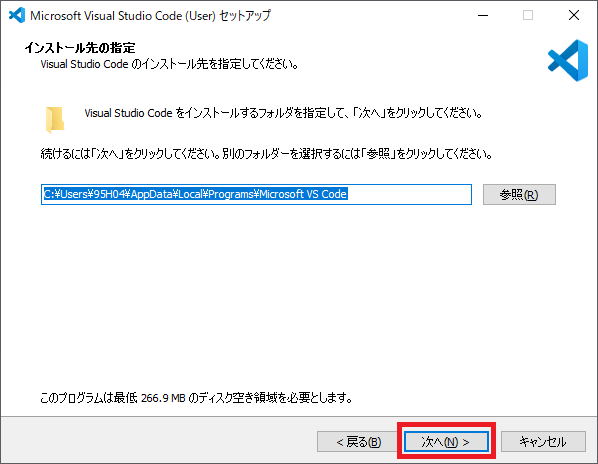 Microsoft Visual Studio Code (User) セットアップ
インストール先の指定
Visual Studio Code のインストール先を指定してください。
Visual Studio Code をインストールするフォルダを指定して、「次へ」をクリックしてください。
続けるには「次へ」をクリックしてください。別のフォルダーを選択するには「参照」をクリックしてください。
C:¥Users¥95H04¥AppData¥Local¥Programs¥Microsoft VS Code
参照(R)
このプログラムは最低 266.9 MB のディスク空き領域を必要とします。
< 戻る(B)
次へ(N) >
キャンセル